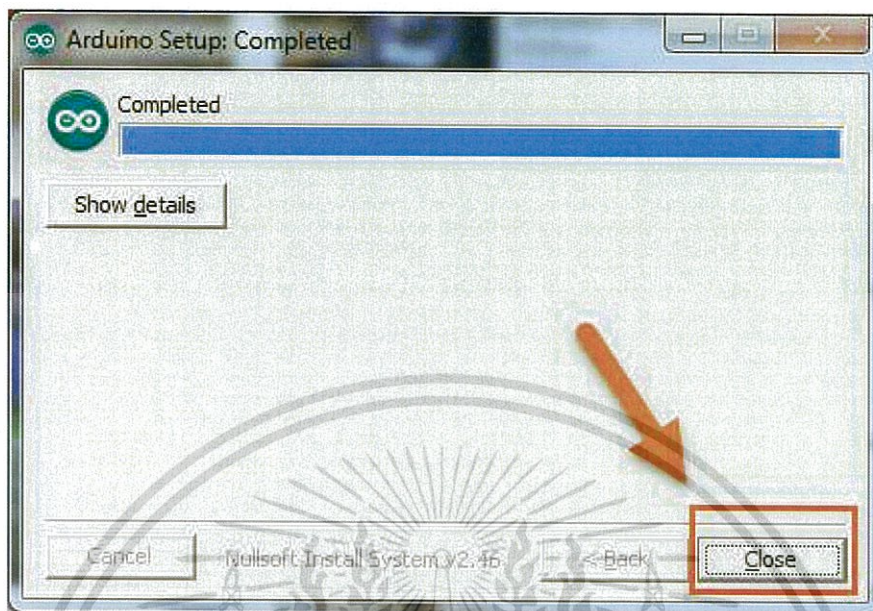 Arduino Setup: Completed
Completed
Show details
Cancel
Nullsoft Install System v2.46
< Back
Close